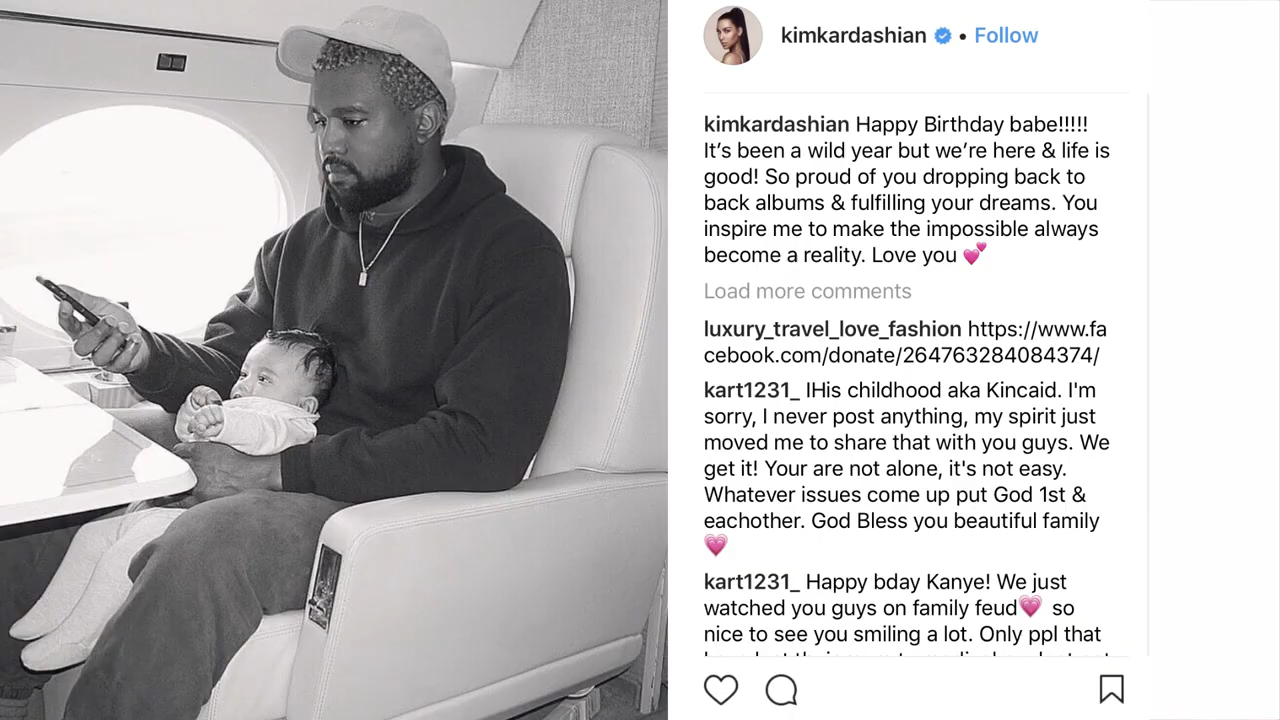 kimkardashian • Follow
kimkardashian Happy Birthday babe!!!!!
It’s been a wild year but we’re here & life is
good! So proud of you dropping back to
back albums & fulfilling your dreams. You
inspire me to make the impossible always
become a reality. Love you 💕
Load more comments
luxury_travel_love_fashion https://www.fa
cebook.com/donate/264763284084374/
kart1231_ IHis childhood aka Kincaid. I'm
sorry, I never post anything, my spirit just
moved me to share that with you guys. We
get it! Your are not alone, it's not easy.
Whatever issues come up put God 1st &
eachother. God Bless you beautiful family
💗
kart1231_ Happy bday Kanye! We just
watched you guys on family feud💗 so
nice to see you smiling a lot. Only ppl that